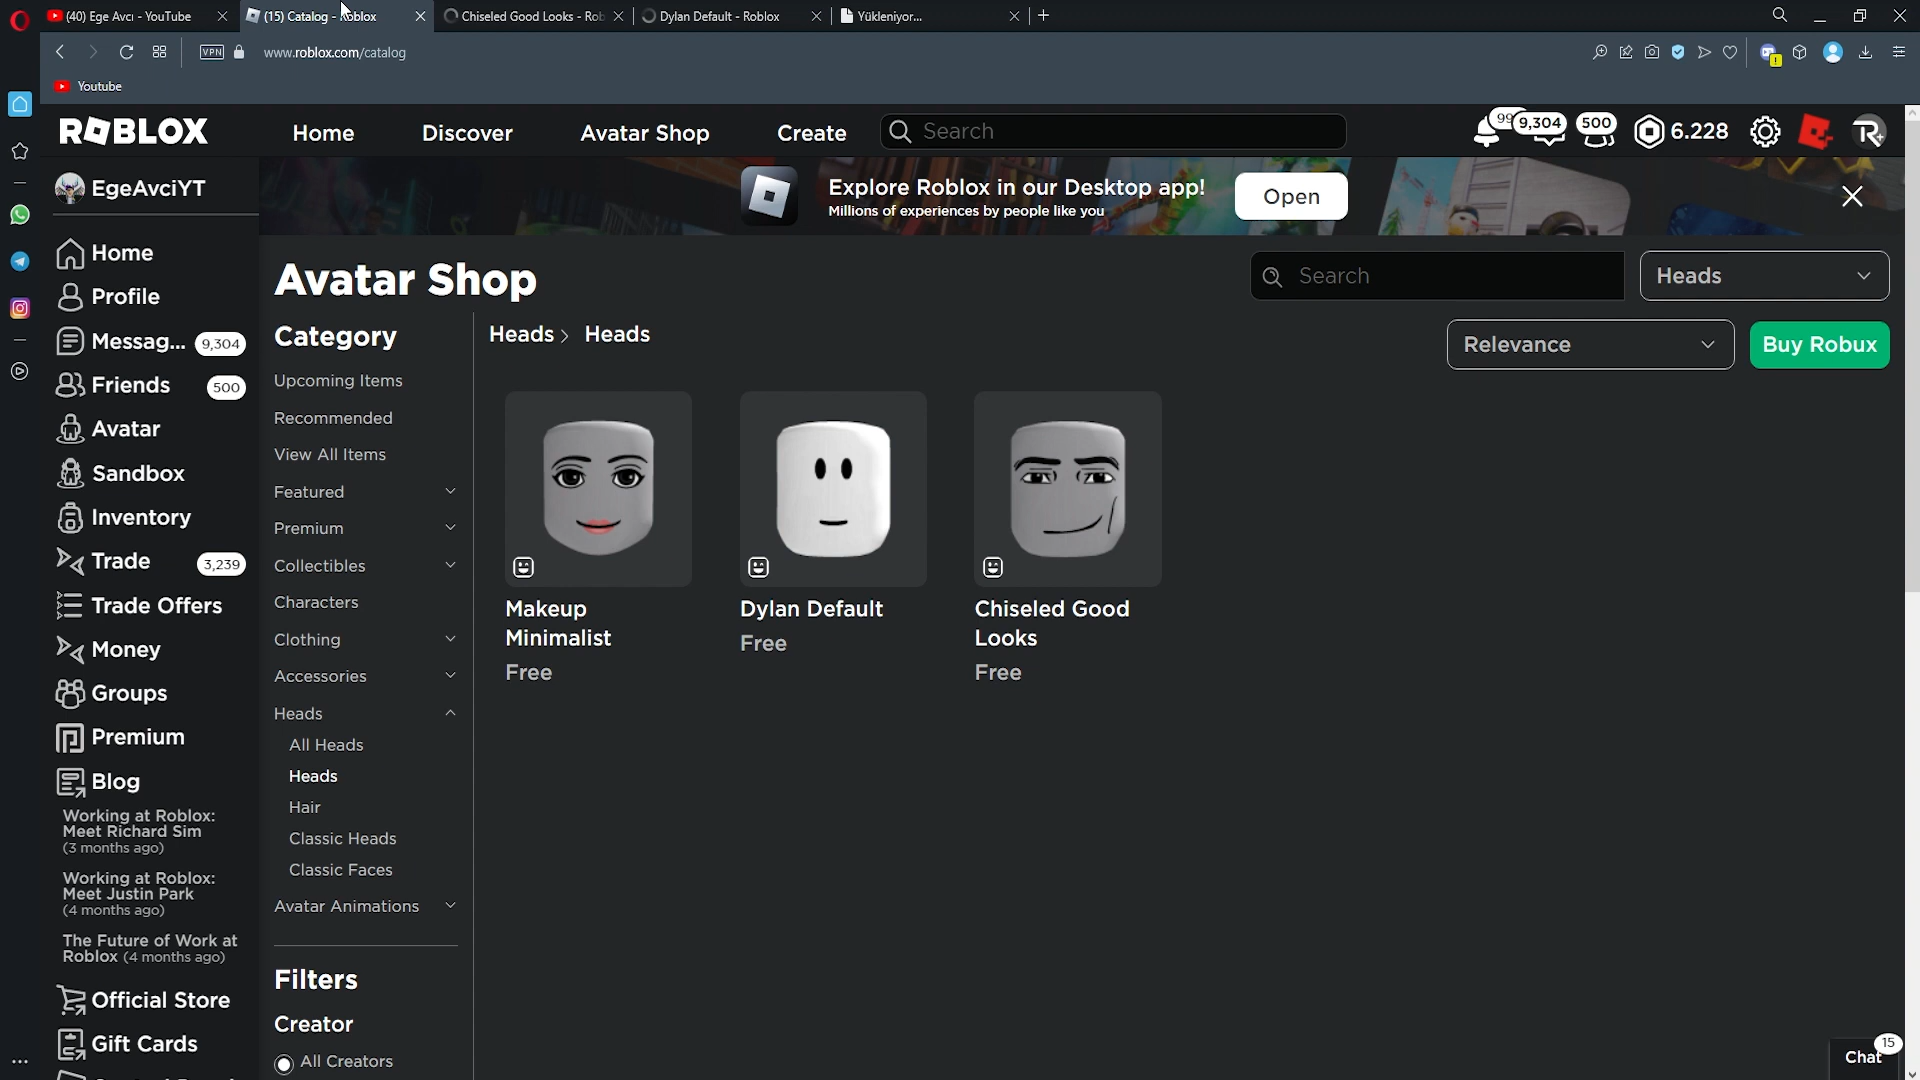 (40) Ege Avcı - YouTube
(15) Catalog - Roblox
Chiseled Good Looks - Rob
Dylan Default - Roblox
Yükleniyor...
VPN
www.roblox.com/catalog
Youtube
ROBLOX
Home
Discover
Avatar Shop
Create
Search
99
9,304
500
6.228
EgeAvciYT
Explore Roblox in our Desktop app!
Millions of experiences by people like you
Open
Home
Profile
Messag... 9,304
Friends 500
Avatar
Sandbox
Inventory
Trade 3,239
Trade Offers
Money
Groups
Premium
Blog
Working at Roblox:
Meet Richard Sim
(3 months ago)
Working at Roblox:
Meet Justin Park
(4 months ago)
The Future of Work at
Roblox (4 months ago)
Official Store
Gift Cards
Avatar Shop
Search
Heads
Category
Upcoming Items
Recommended
View All Items
Featured
Premium
Collectibles
Characters
Clothing
Accessories
Heads
All Heads
Heads
Hair
Classic Heads
Classic Faces
Avatar Animations
Filters
Creator
All Creators
Heads > Heads
Relevance
Buy Robux
Makeup
Minimalist
Free
Dylan Default
Free
Chiseled Good
Looks
Free
Chat
15